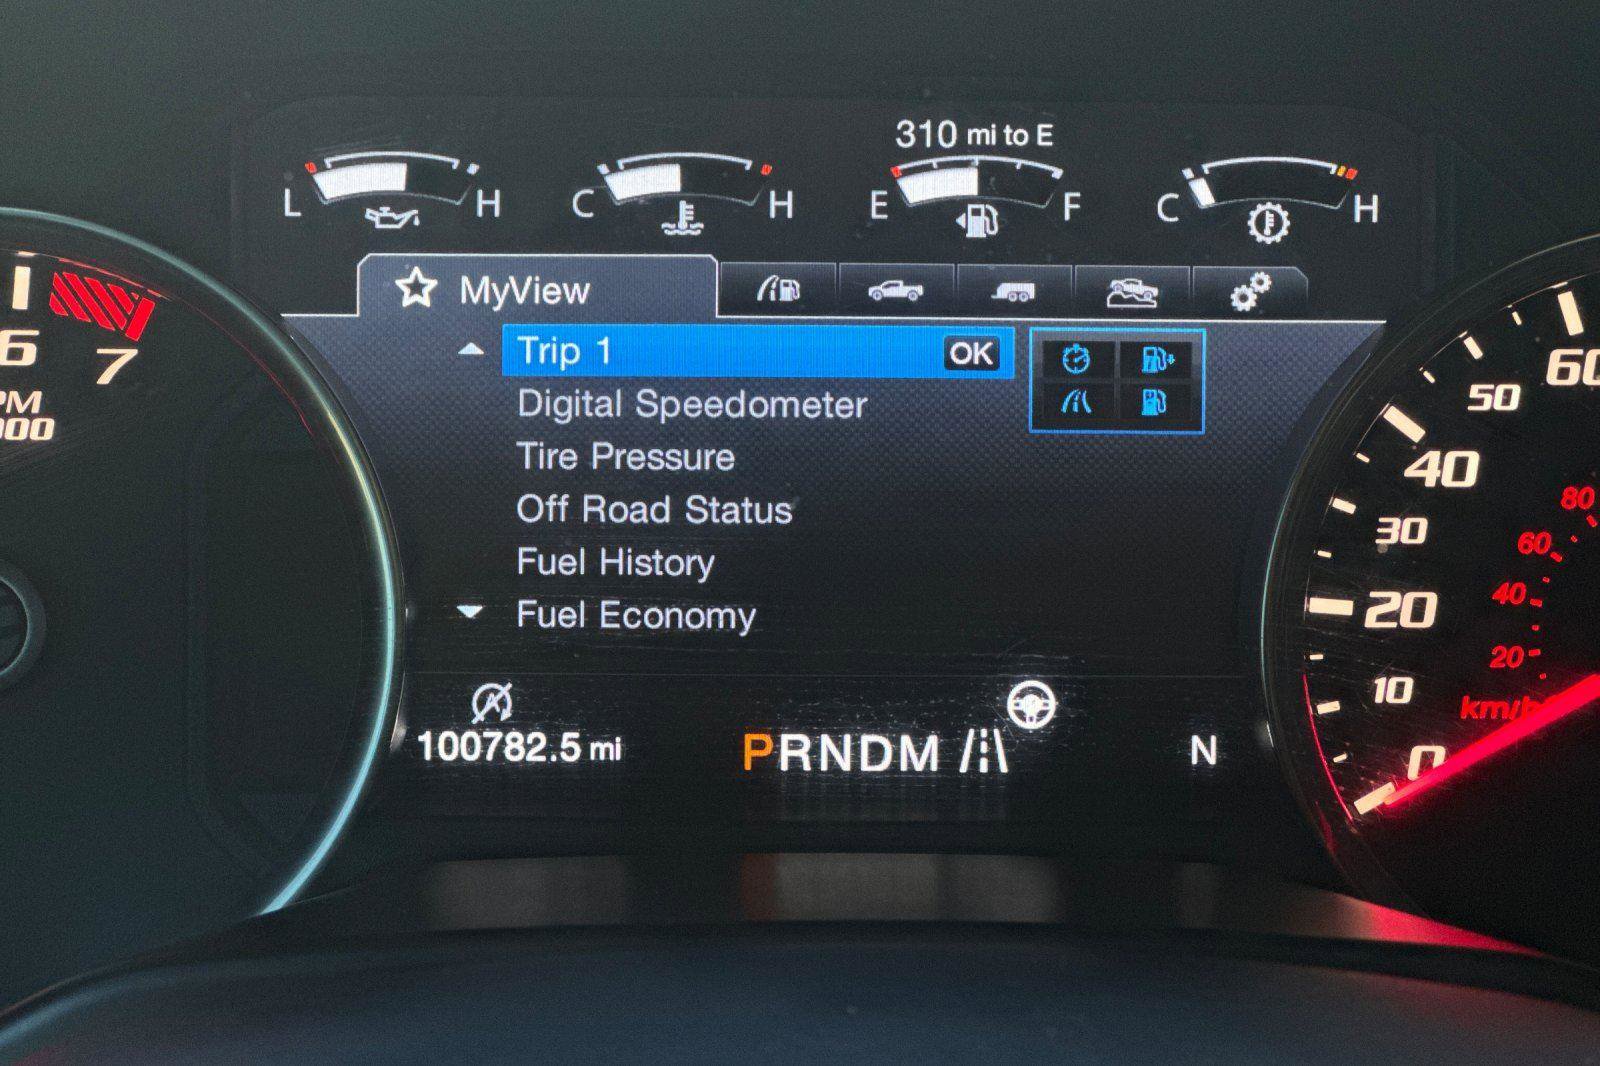 310 mi to E
L H
C H
E F
C H
MyView
Trip 1 OK
Digital Speedometer
Tire Pressure
Off Road Status
Fuel History
Fuel Economy
100782.5 mi
PRNDM
N
6
7
60
50
40
30
20
10
0
80
60
40
20
km/h